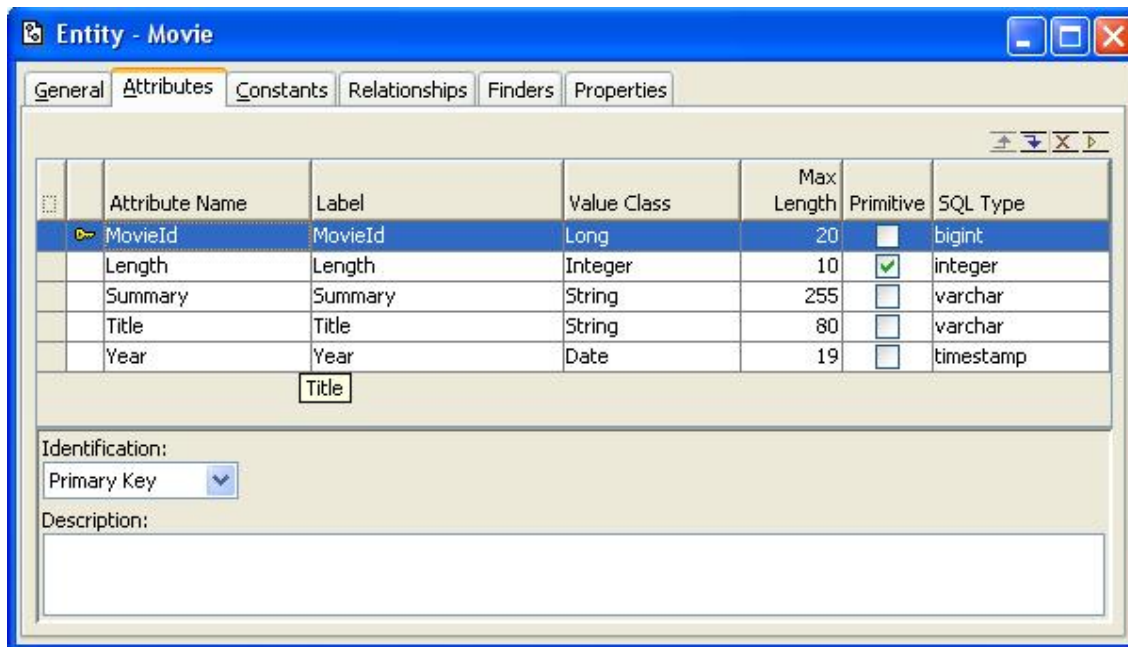 Entity - Movie
General Attributes Constants Relationships Finders Properties
Attribute Name Label Value Class Max Length Primitive SQL Type
MovieId MovieId Long 20 bigint
Length Length Integer 10 integer
Summary Summary String 255 varchar
Title Title String 80 varchar
Year Year Date 19 timestamp
Title
Identification:
Primary Key
Description: